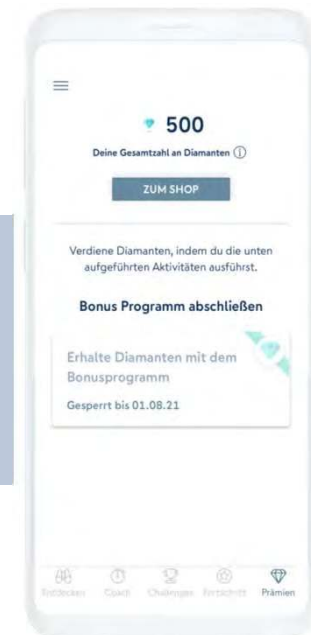 500
Deine Gesamtzahl an Diamanten ⓘ
ZUM SHOP
Verdiene Diamanten, indem du die unten
aufgeführten Aktivitäten ausführst.
Bonus Programm abschließen
Erhalte Diamanten mit dem
Bonusprogramm
Gesperrt bis 01.08.21
Entdecken Coach Challenges Fortschritt Prämien